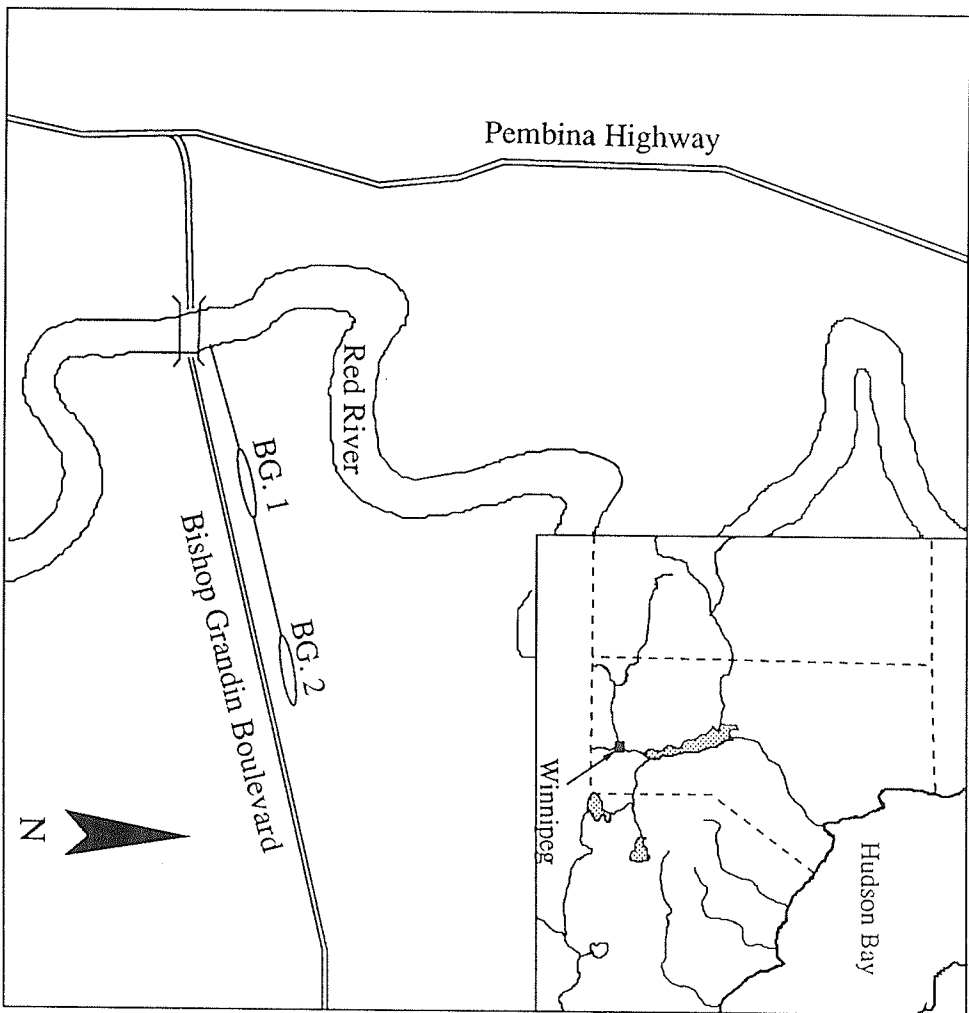 Pembina Highway
Red River
BG. 1
BG. 2
Bishop Grandin Boulevard
N
Winnipeg
Hudson Bay